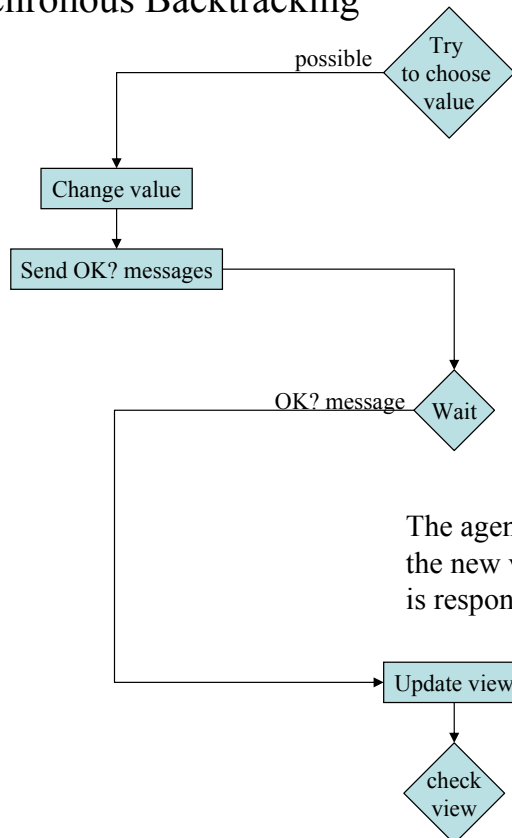 chronous Backtracking
possible
Try
to choose
value
Change value
Send OK? messages
OK? message
Wait
The agen
the new v
is respon
Update view
check
view